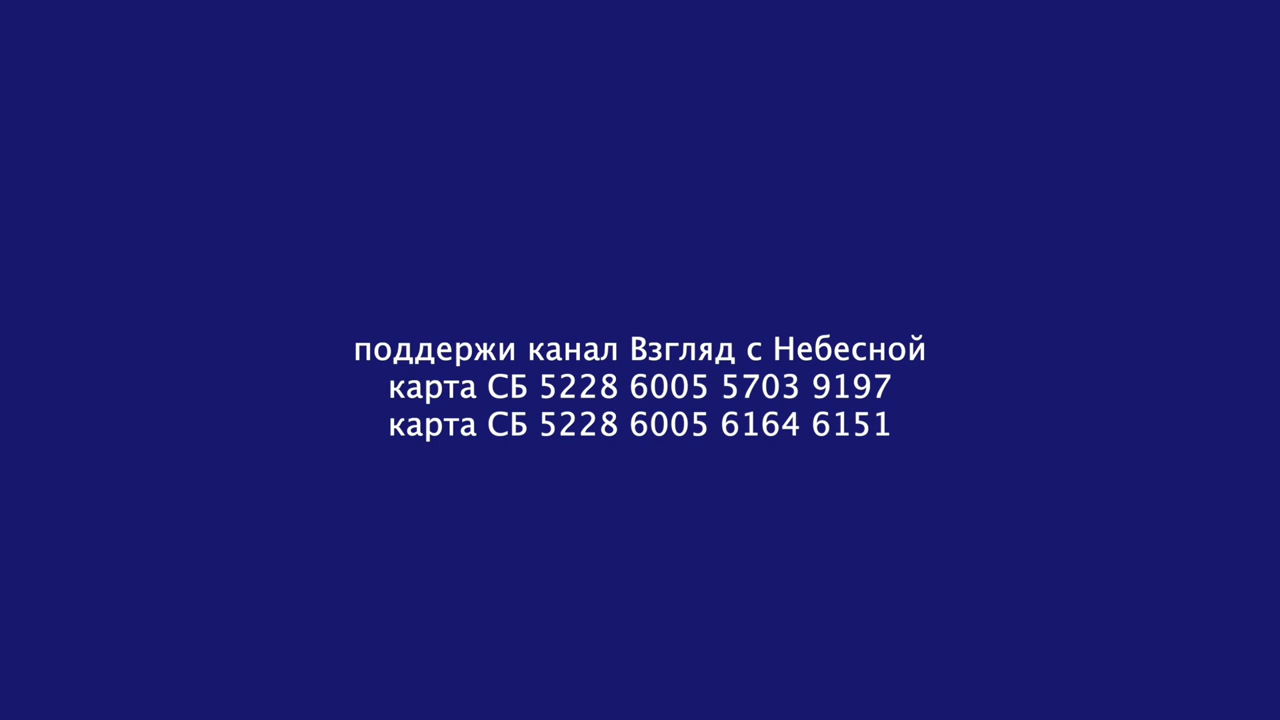 поддержи канал Взгляд с Небесной
карта СБ 5228 6005 5703 9197
карта СБ 5228 6005 6164 6151